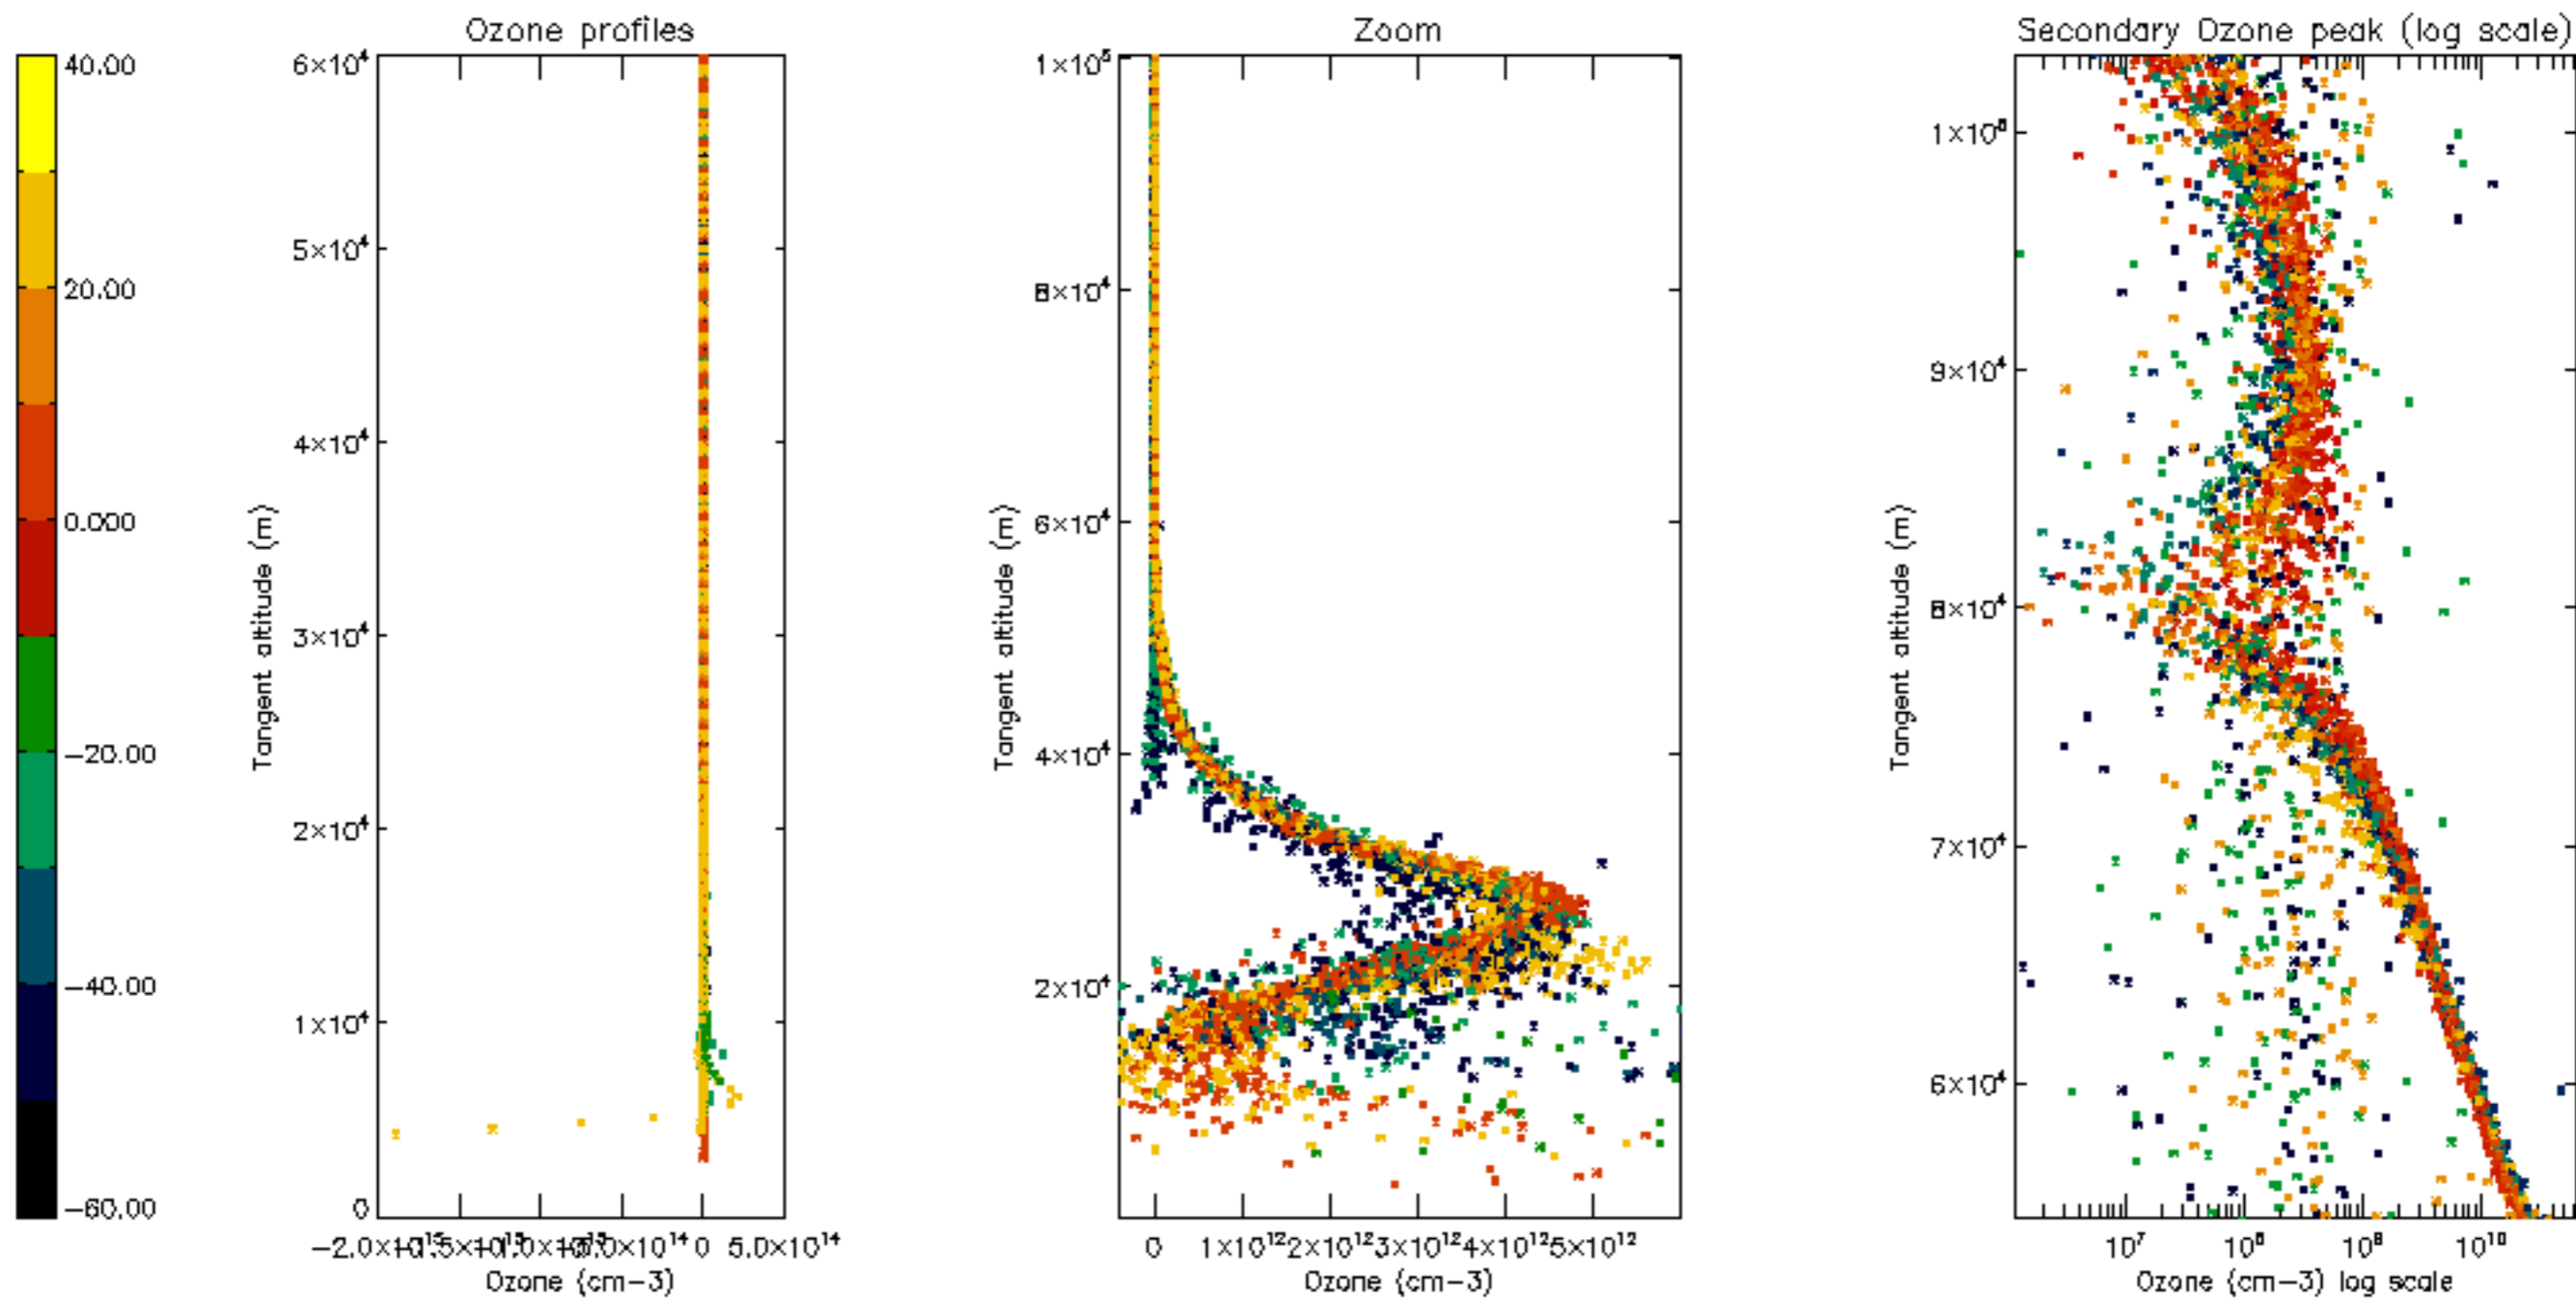 Ozone profiles
Zoom
Secondary Ozone peak (log scale)
40.00
20.00
0.000
-20.00
-40.00
-60.00
Tangent altitude (m)
6×10⁴
5×10⁴
4×10⁴
3×10⁴
2×10⁴
1×10⁴
0
0 5.0×10¹⁴
Ozone (cm-3)
Tangent altitude (m)
1×10⁵
8×10⁴
6×10⁴
4×10⁴
2×10⁴
0 1×10¹² 2×10¹² 3×10¹² 4×10¹² 5×10¹²
Ozone (cm-3)
Tangent altitude (m)
9×10⁴
8×10⁴
7×10⁴
6×10⁴
10⁷ 10⁸ 10⁹ 10¹⁰
Ozone (cm-3) log scale